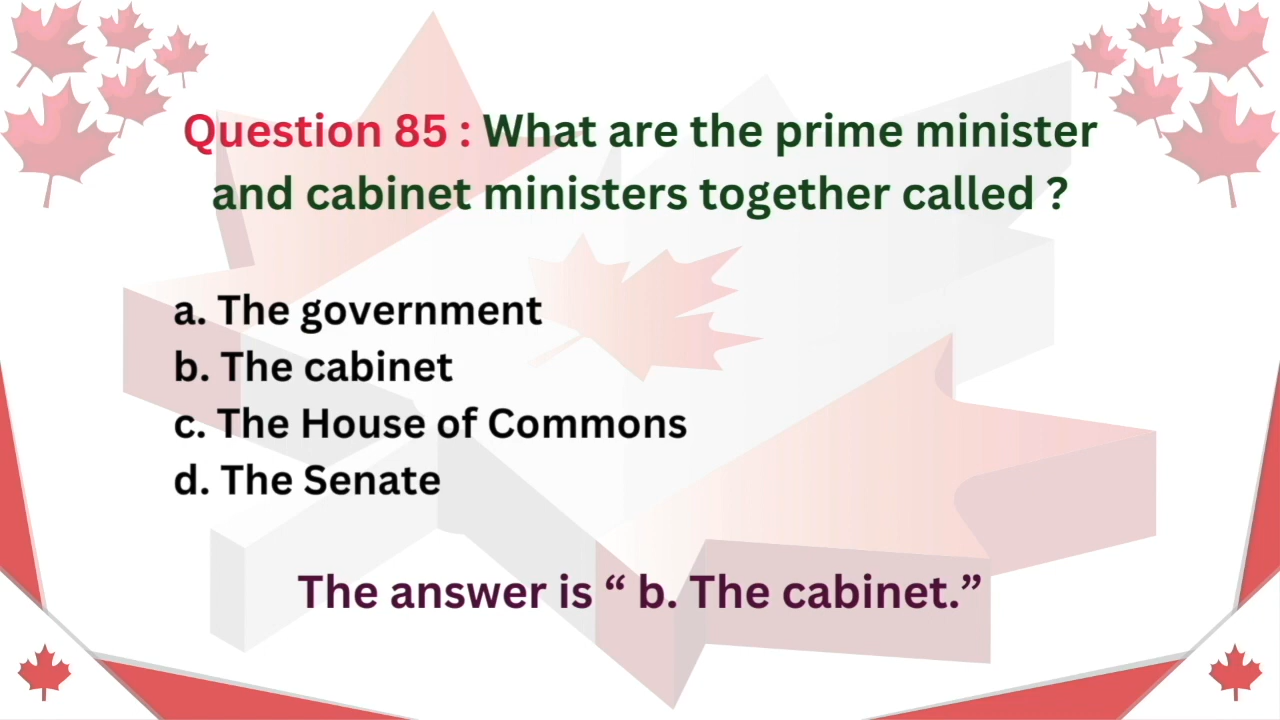 Question 85 : What are the prime minister
and cabinet ministers together called ?
a. The government
b. The cabinet
c. The House of Commons
d. The Senate
The answer is “ b. The cabinet.”